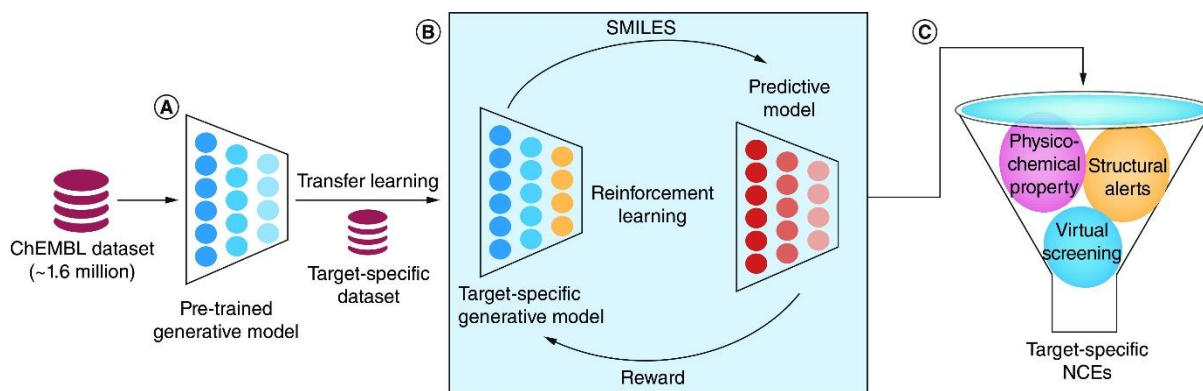 A
ChEMBL dataset
(~1.6 million)
Pre-trained
generative model
Transfer learning
Target-specific
dataset
B
SMILES
Predictive
model
Reinforcement
learning
Target-specific
generative model
Reward
C
Physico-
chemical
property
Structural
alerts
Virtual
screening
Target-specific
NCEs